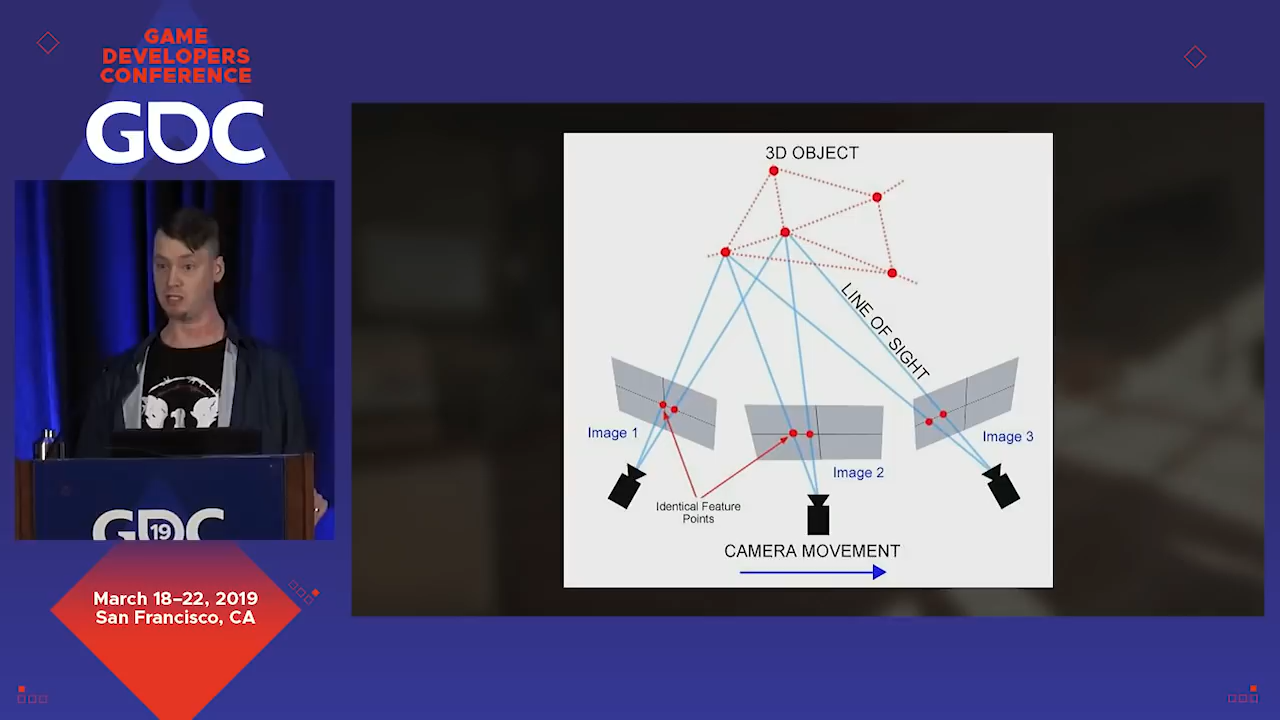 GAME
DEVELOPERS
CONFERENCE
GDC
GDC
19
March 18–22, 2019
San Francisco, CA
3D OBJECT
LINE OF SIGHT
Image 1
Image 2
Image 3
Identical Feature
Points
CAMERA MOVEMENT